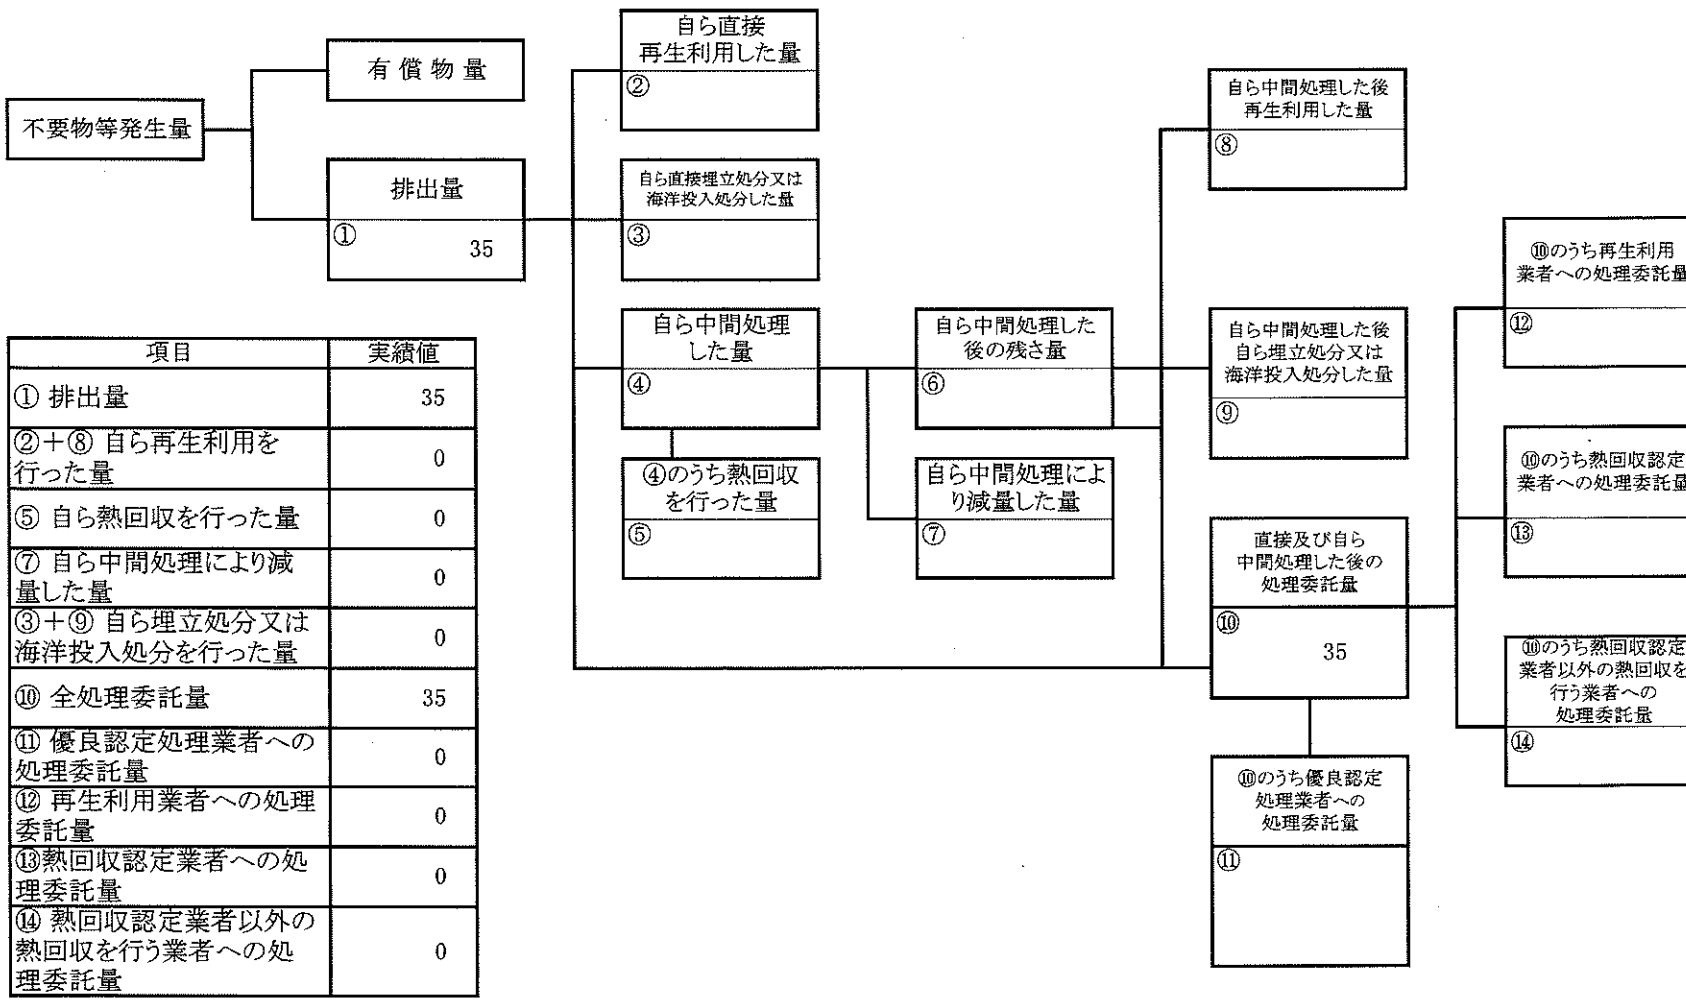 不要物等発生量
有償物量
排出量
①
35
自ら直接
再生利用した量
②
自ら直接埋立処分又は
海洋投入処分した量
③
自ら中間処理
した量
④
④のうち熱回収
を行った量
⑤
自ら中間処理した
後の残さ量
⑥
自ら中間処理によ
り減量した量
⑦
自ら中間処理した後
再生利用した量
⑧
自ら中間処理した後
自ら埋立処分又は
海洋投入処分した量
⑨
直接及び自ら
中間処理した後の
処理委託量
⑩
35
⑩のうち優良認定
処理業者への
処理委託量
⑪
⑩のうち再生利用
業者への処理委託量
⑫
⑩のうち熱回収認定
業者への処理委託量
⑬
⑩のうち熱回収認定
業者以外の熱回収を
行う業者への
処理委託量
⑭
項目 実績値
① 排出量 35
②+⑧ 自ら再生利用を
行った量 0
⑤ 自ら熱回収を行った量 0
⑦ 自ら中間処理により減
量した量 0
③+⑨ 自ら埋立処分又は
海洋投入処分を行った量 0
⑩ 全処理委託量 35
⑪ 優良認定処理業者への
処理委託量 0
⑫ 再生利用業者への処理
委託量 0
⑬熱回収認定業者への処
理委託量 0
⑭ 熱回収認定業者以外の
熱回収を行う業者への処
理委託量 0